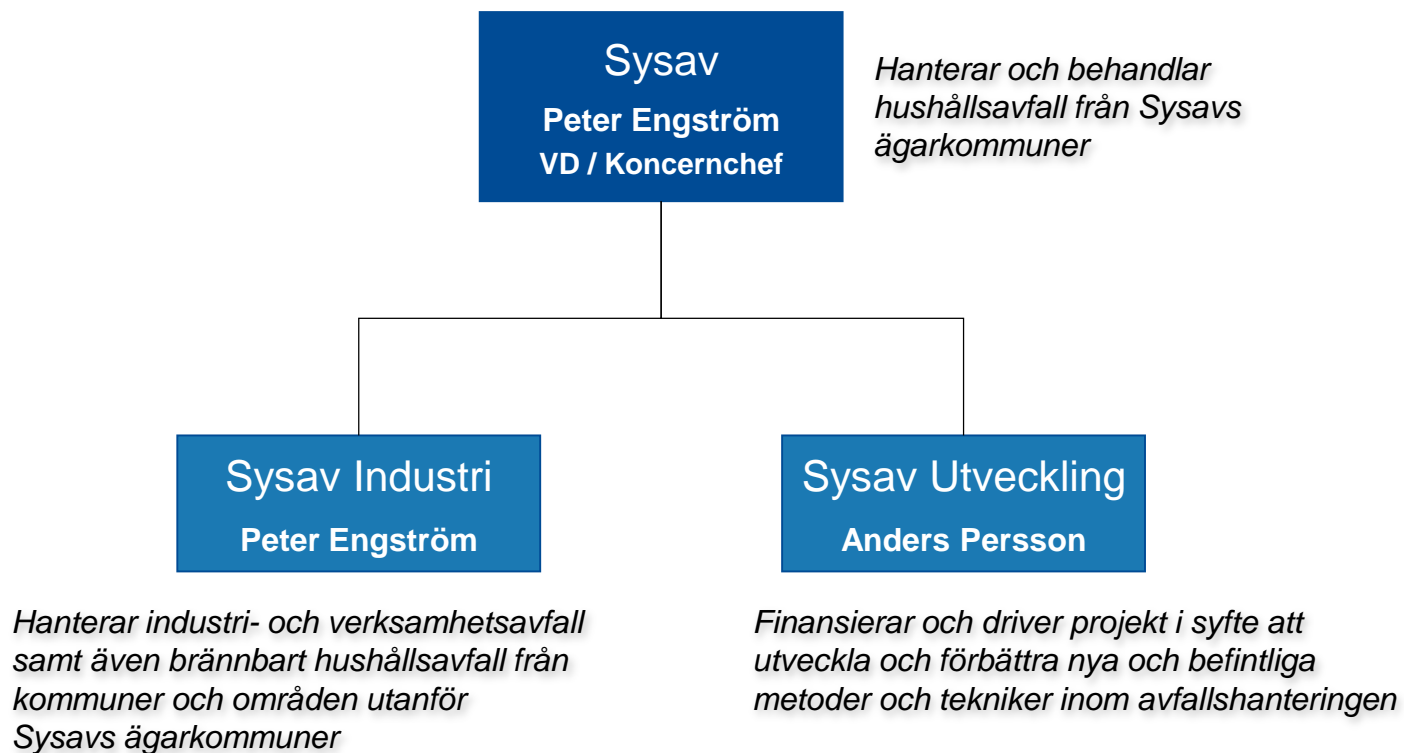 Sysav
Peter Engström
VD / Koncernchef
Hanterar och behandlar
hushållsavfall från Sysavs
ägarkommuner
Sysav Industri
Peter Engström
Sysav Utveckling
Anders Persson
Hanterar industri- och verksamhetsavfall
samt även brännbart hushållsavfall från
kommuner och områden utanför
Sysavs ägarkommuner
Finansierar och driver projekt i syfte att
utveckla och förbättra nya och befintliga
metoder och tekniker inom avfallshanteringen